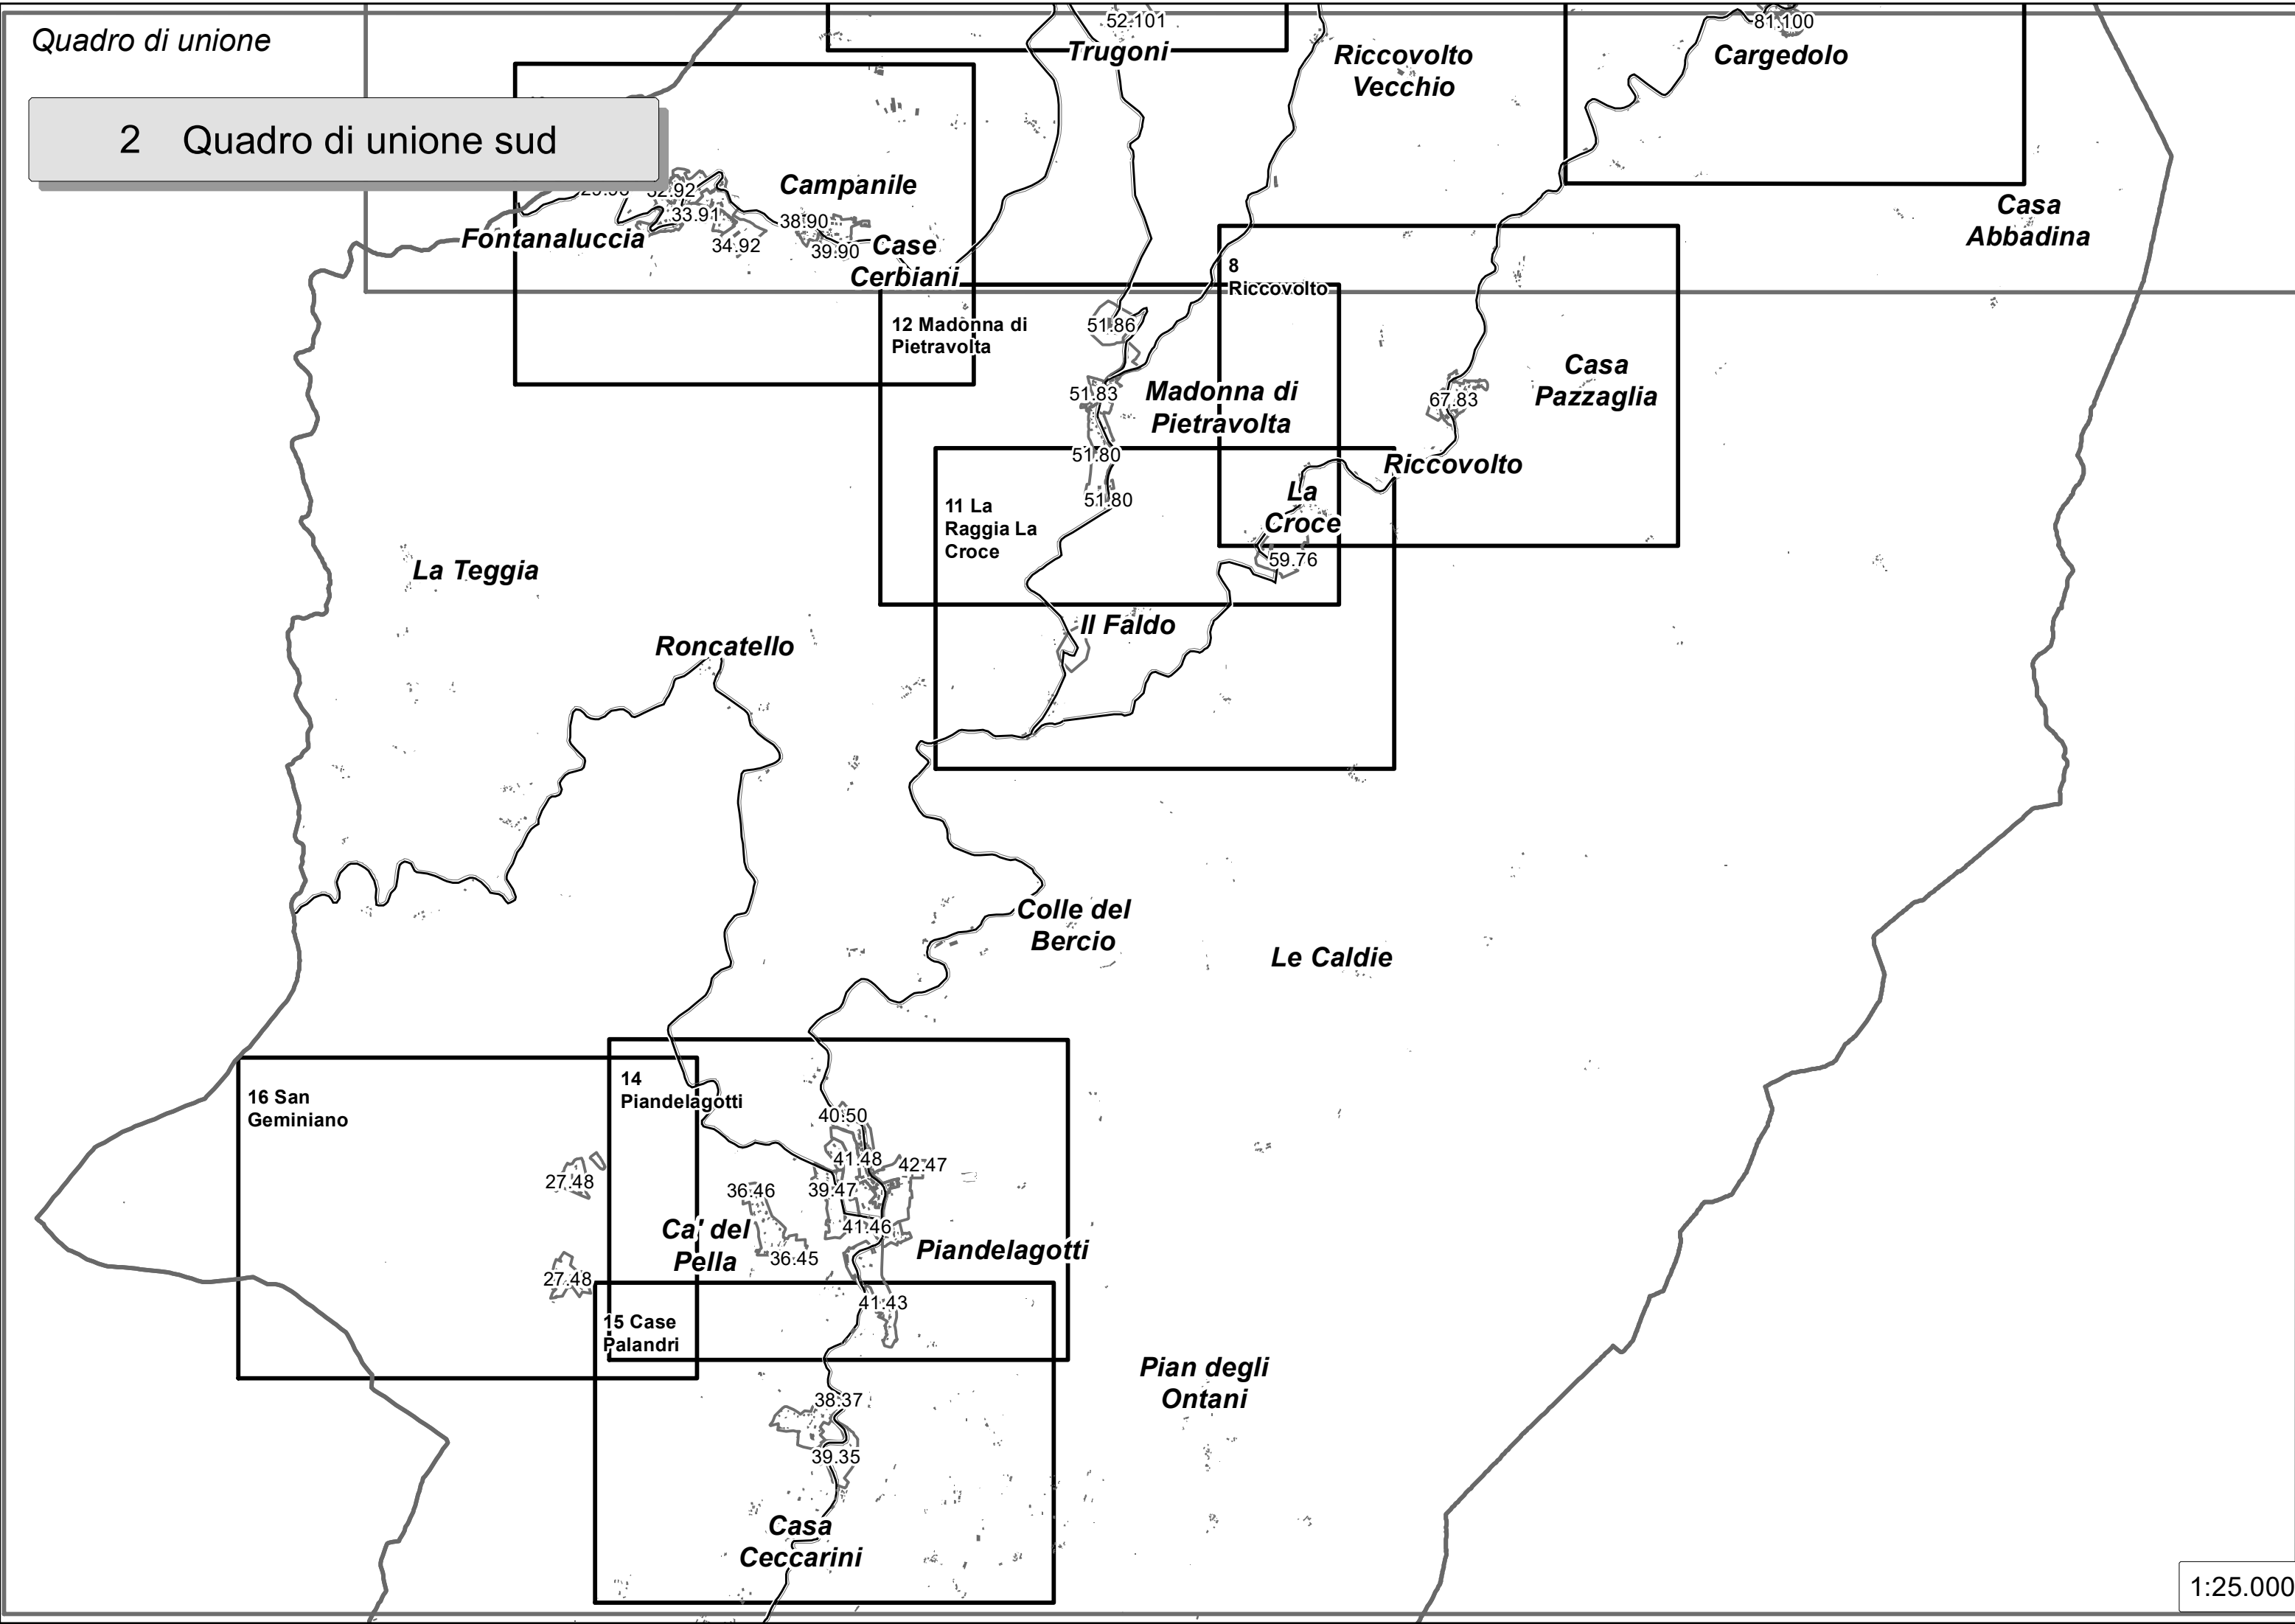 Quadro di unione
2 Quadro di unione sud
52.101
Trugoni
Riccovolto
Vecchio
81.100
Cargedolo
Campanile
32.92
33.91
34.92
38.90
39.90
Fontanaluccia
Case
Cerbiani
Casa
Abbadina
8
Riccovolto
12 Madonna di
Pietravolta
51.86
51.83
Madonna di
Pietravolta
Casa
Pazzaglia
67.83
51.80
Riccovolto
51.80
11 La
Raggia La
Croce
La
Croce
59.76
La Teggia
Il Faldo
Roncatello
Colle del
Bercio
Le Caldie
16 San
Geminiano
14
Piandelagotti
40.50
41.48
42.47
27.48
36.46
39.47
41.46
Ca' del
Pella
36.45
Piandelagotti
27.48
41.43
15 Case
Palandri
Pian degli
Ontani
38.37
39.35
Casa
Ceccarini
1:25.000